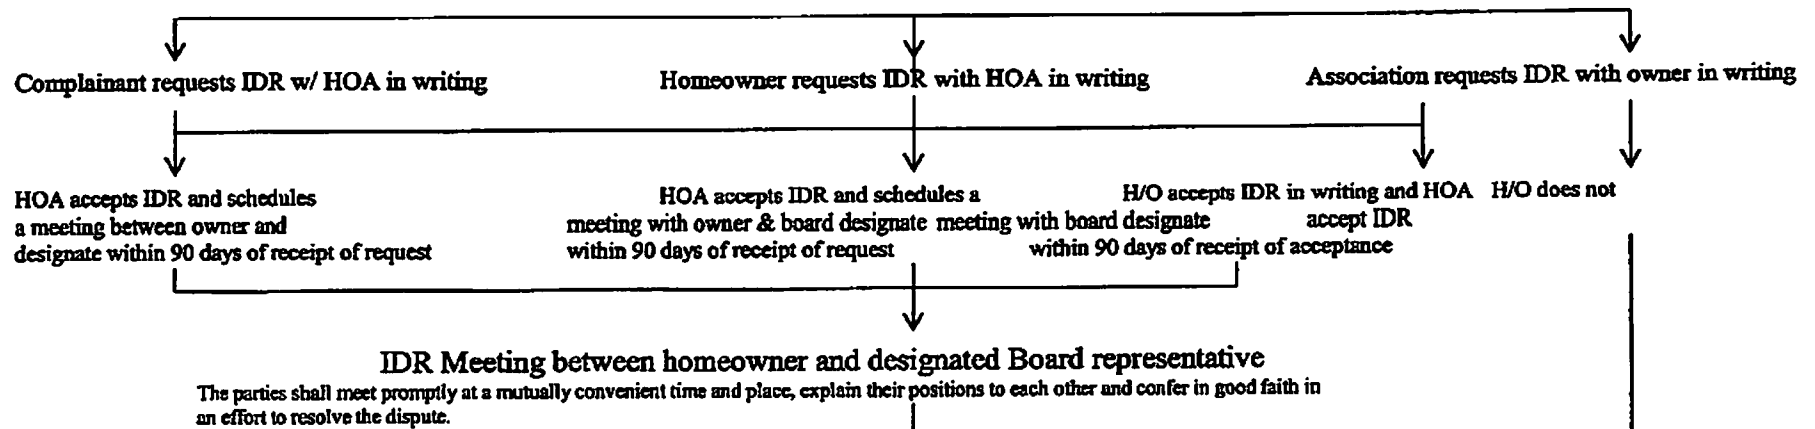 Complainant requests IDR w/ HOA in writing
Homeowner requests IDR with HOA in writing
Association requests IDR with owner in writing
HOA accepts IDR and schedules
a meeting between owner and
designate within 90 days of receipt of request
HOA accepts IDR and schedules a
meeting with owner & board designate
within 90 days of receipt of request
H/O accepts IDR in writing and HOA
meeting with board designate
within 90 days of receipt of acceptance
H/O does not
accept IDR
IDR Meeting between homeowner and designated Board representative
The parties shall meet promptly at a mutually convenient time and place, explain their positions to each other and confer in good faith in
an effort to resolve the dispute.